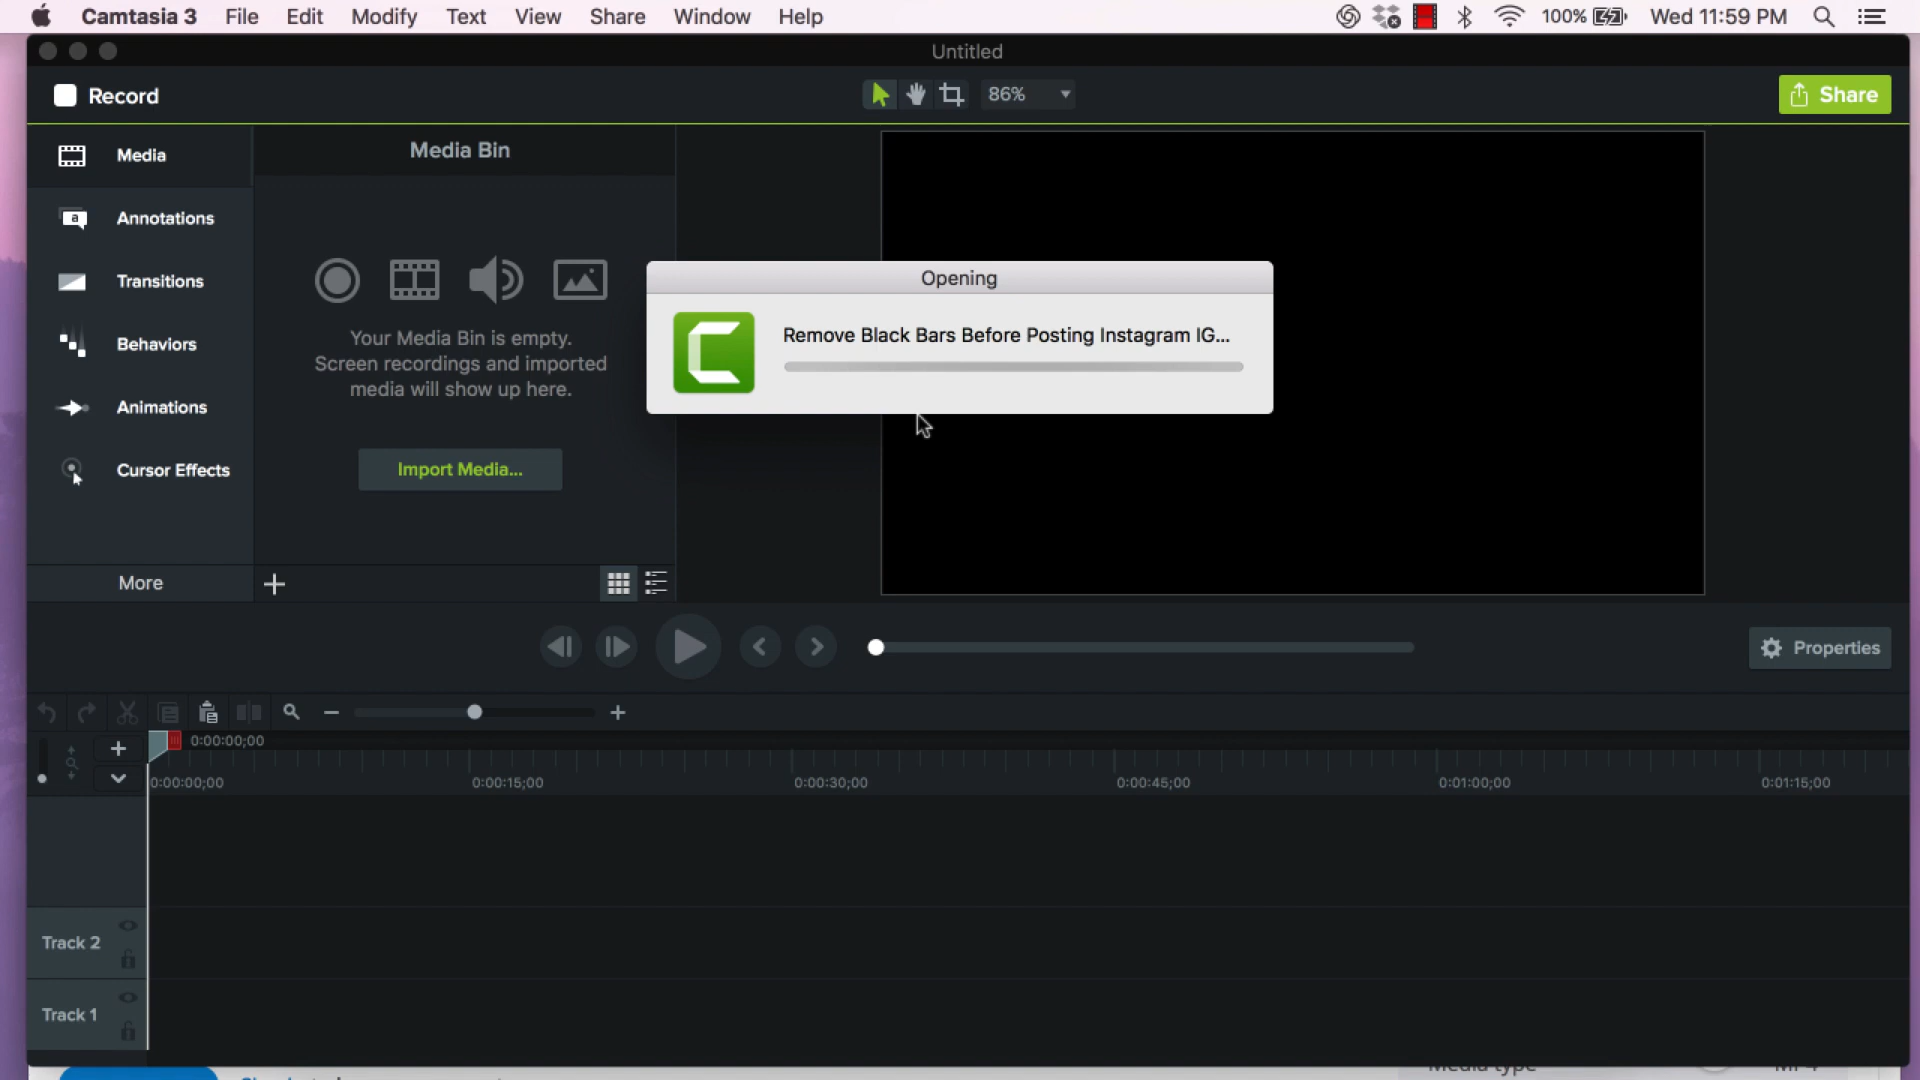 Camtasia 3 File Edit Modify Text View Share Window Help 100% Wed 11:59 PM
Untitled
Record 86% Share
Media
Media Bin
Annotations
Transitions
Behaviors
Animations
Cursor Effects
Your Media Bin is empty.
Screen recordings and imported
media will show up here.
Import Media...
More
Opening
Remove Black Bars Before Posting Instagram IG...
Properties
0:00:00;00
0:00:00;00 0:00:15;00 0:00:30;00 0:00:45;00 0:01:00;00 0:01:15;00
Track 2
Track 1